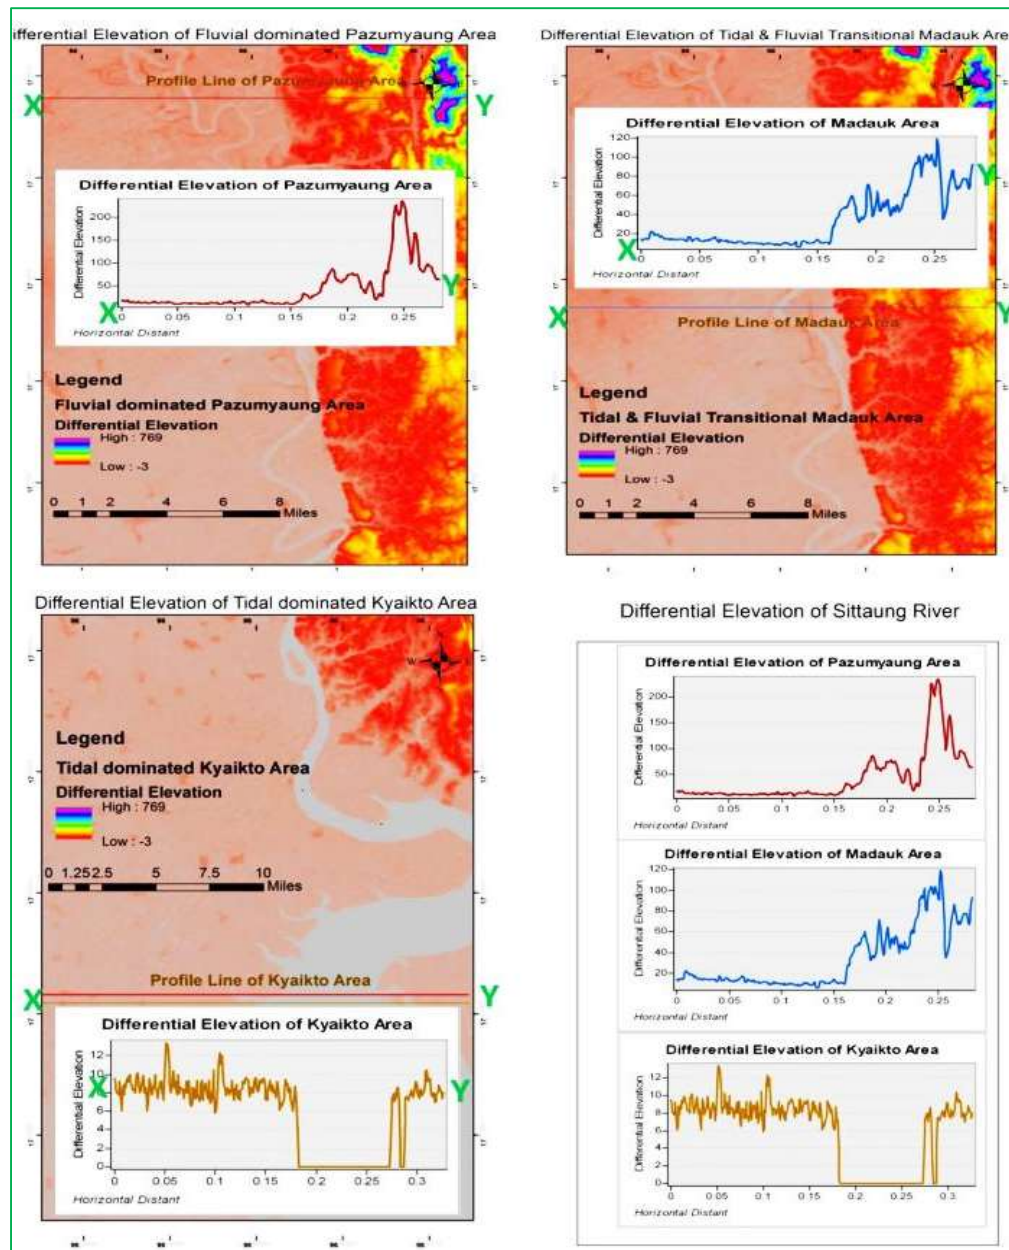 ifferential Elevation of Fluvial dominated Pazumyaung Area
Profile Line of Pazumyaung Area
X
Y
Differential Elevation of Pazumyaung Area
Differential Elevation
200
150
100
50
X
Y
0 0.05 0.1 0.15 0.2 0.25
Horizontal Distant
Legend
Fluvial dominated Pazumyaung Area
Differential Elevation
High : 769
Low : -3
0 1 2 4 6 8
Miles
Differential Elevation of Tidal & Fluvial Transitional Madauk Are
Differential Elevation of Madauk Area
Differential Elevation
120
100
80
60
40
20
X
Y
0 0.05 0.1 0.15 0.2 0.25
Horizontal Distant
X
Y
Profile Line of Madauk Area
Legend
Tidal & Fluvial Transitional Madauk Area
Differential Elevation
High : 769
Low : -3
0 1 2 4 6 8
Miles
Differential Elevation of Tidal dominated Kyaikto Area
W
Legend
Tidal dominated Kyaikto Area
Differential Elevation
High : 769
Low : -3
0 1.25 2.5 5 7.5 10
Miles
Profile Line of Kyaikto Area
X
Y
Differential Elevation of Kyaikto Area
Differential Elevation
12
10
8
6
4
2
0
X
Y
0 0.05 0.1 0.15 0.2 0.25 0.3
Horizontal Distant
Differential Elevation of Sittaung River
Differential Elevation of Pazumyaung Area
Differential Elevation
200
150
100
50
0 0.05 0.1 0.15 0.2 0.25
Horizontal Distant
Differential Elevation of Madauk Area
Differential Elevation
120
100
80
60
40
20
0 0.05 0.1 0.15 0.2 0.25
Horizontal Distant
Differential Elevation of Kyaikto Area
Differential Elevation
12
10
8
6
4
2
0
0 0.05 0.1 0.15 0.2 0.25 0.3
Horizontal Distant